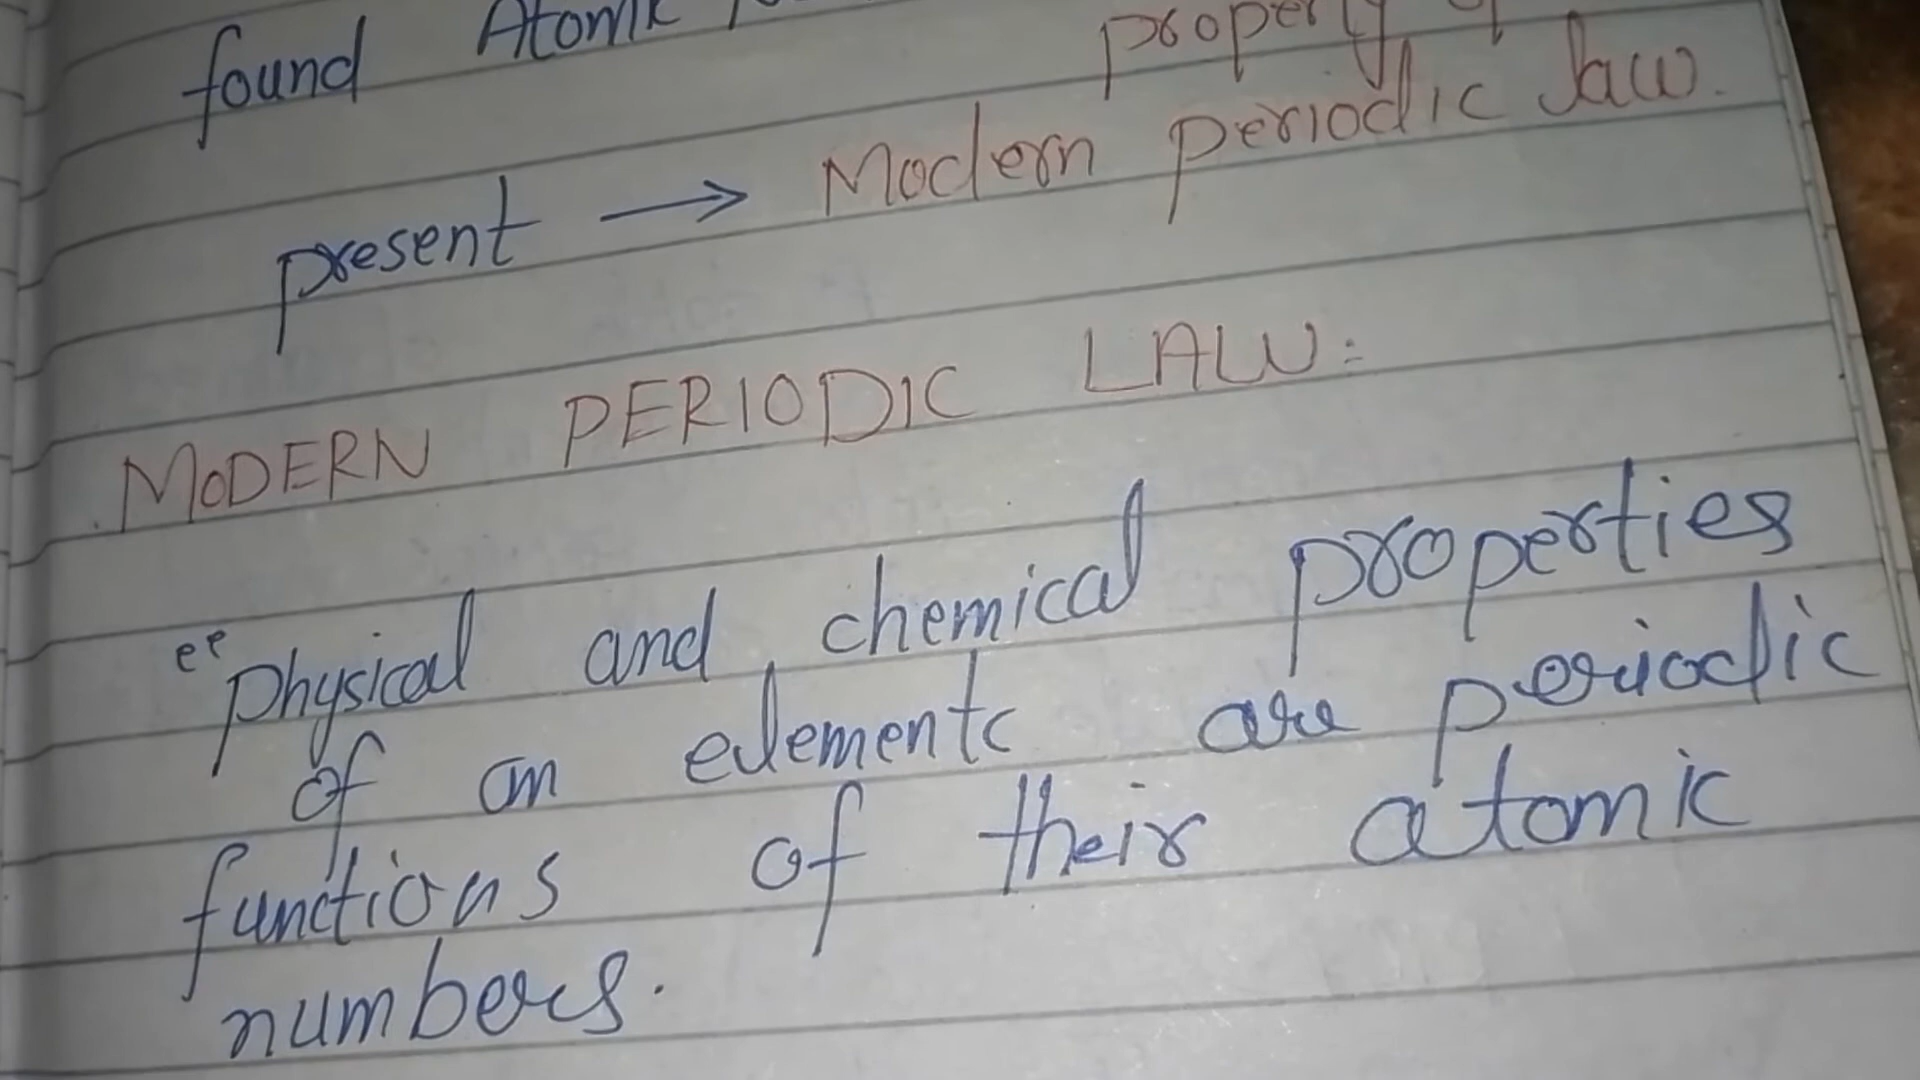 found Atomic
property of
present → Modern periodic law.
MODERN PERIODIC LAW:
"Physical and chemical properties
of an elements are periodic
functions of their atomic
numbers.